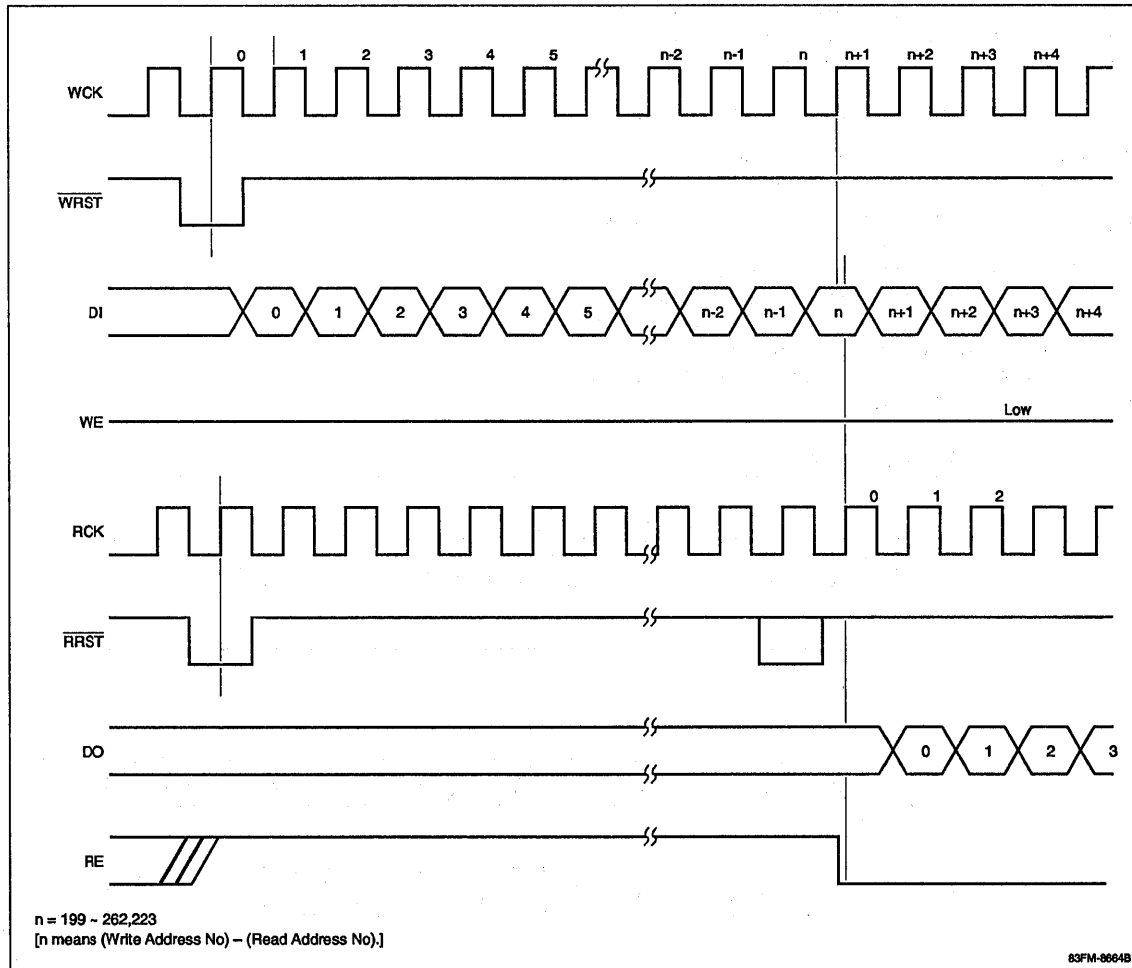 0 1 2 3 4 5 n-2 n-1 n n+1 n+2 n+3 n+4
WCK
WRST
DI 0 1 2 3 4 5 n-2 n-1 n n+1 n+2 n+3 n+4
WE Low
0 1 2
RCK
RRST
DO 0 1 2 3
RE
n = 199 ~ 262,223
[n means (Write Address No) – (Read Address No).]
83FM-8664B